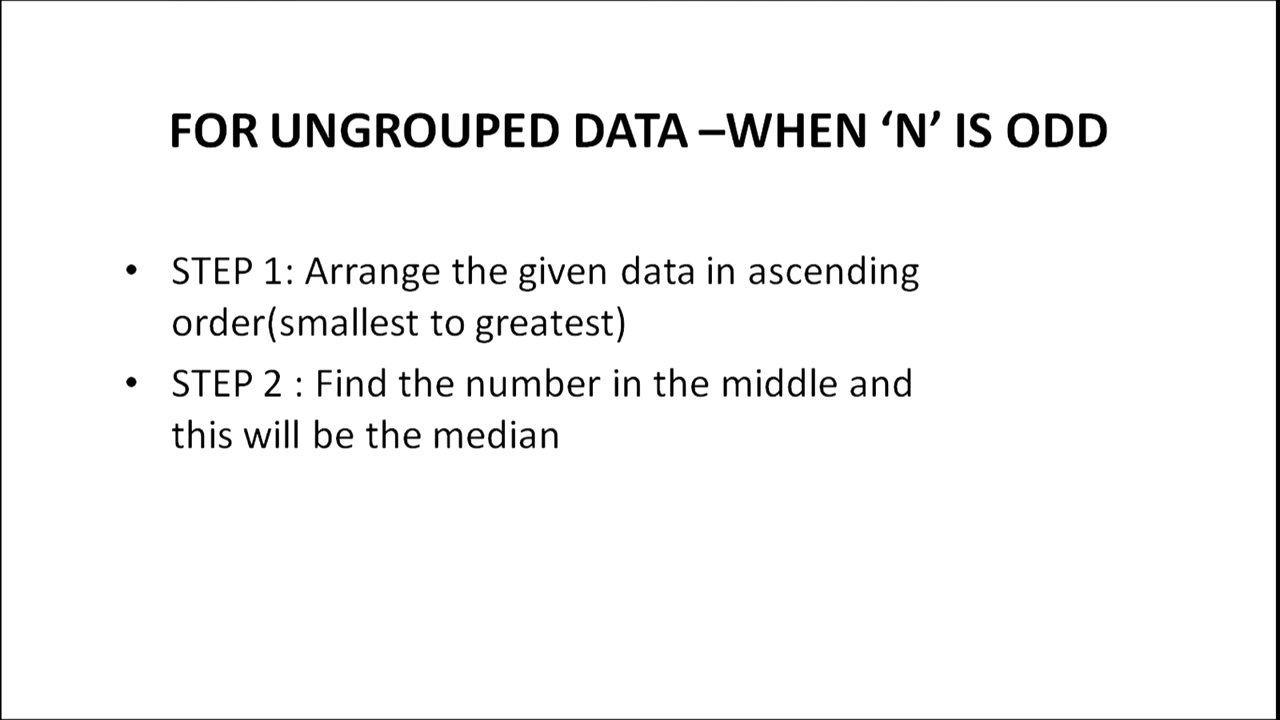 FOR UNGROUPED DATA –WHEN ‘N’ IS ODD
• STEP 1: Arrange the given data in ascending
order(smallest to greatest)
• STEP 2 : Find the number in the middle and
this will be the median